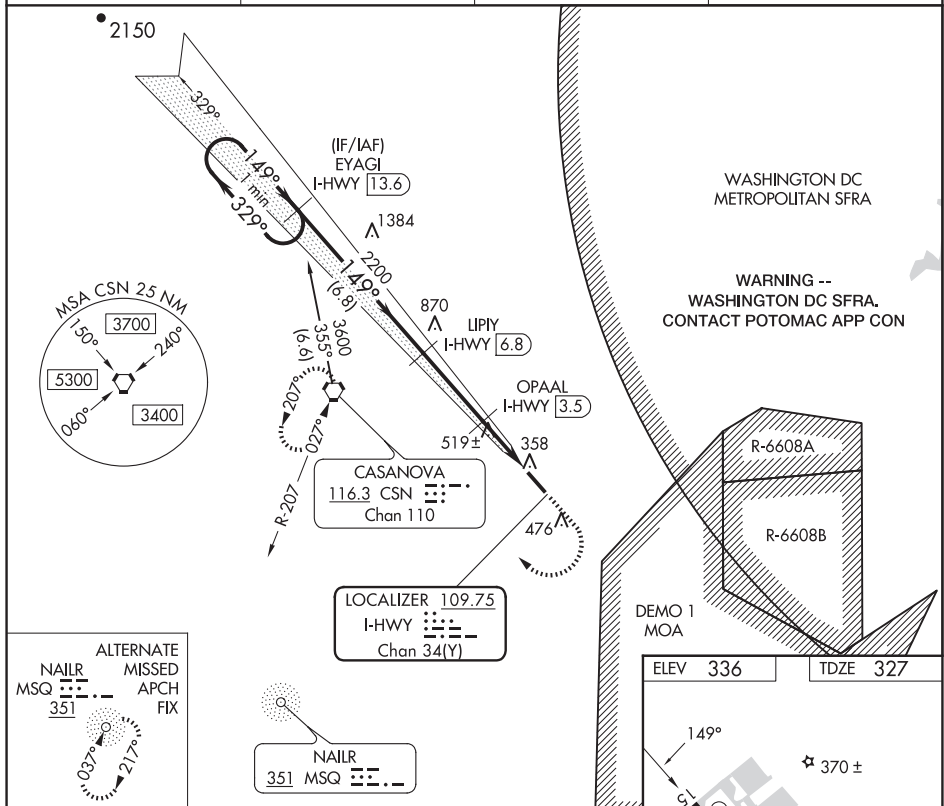 2150
329°
149°
1 min
329°
(IF/IAF)
EYAGI
I-HWY 13.6
1384
2200
149°
(6.8)
870
LIPIY
I-HWY 6.8
OPAAL
I-HWY 3.5
519±
358
476
WASHINGTON DC
METROPOLITAN SFRA
WARNING --
WASHINGTON DC SFRA.
CONTACT POTOMAC APP CON
MSA CSN 25 NM
3700
150°
240°
5300
060°
3400
3600
355°
(6.6)
207°
027°
R-207
CASANOVA
116.3 CSN
Chan 110
LOCALIZER 109.75
I-HWY
Chan 34(Y)
R-6608A
R-6608B
DEMO 1
MOA
ALTERNATE
MISSED
APCH
FIX
NAILR
MSQ
351
037°
217°
NAILR
351 MSQ
ELEV 336
TDZE 327
149°
370 ±